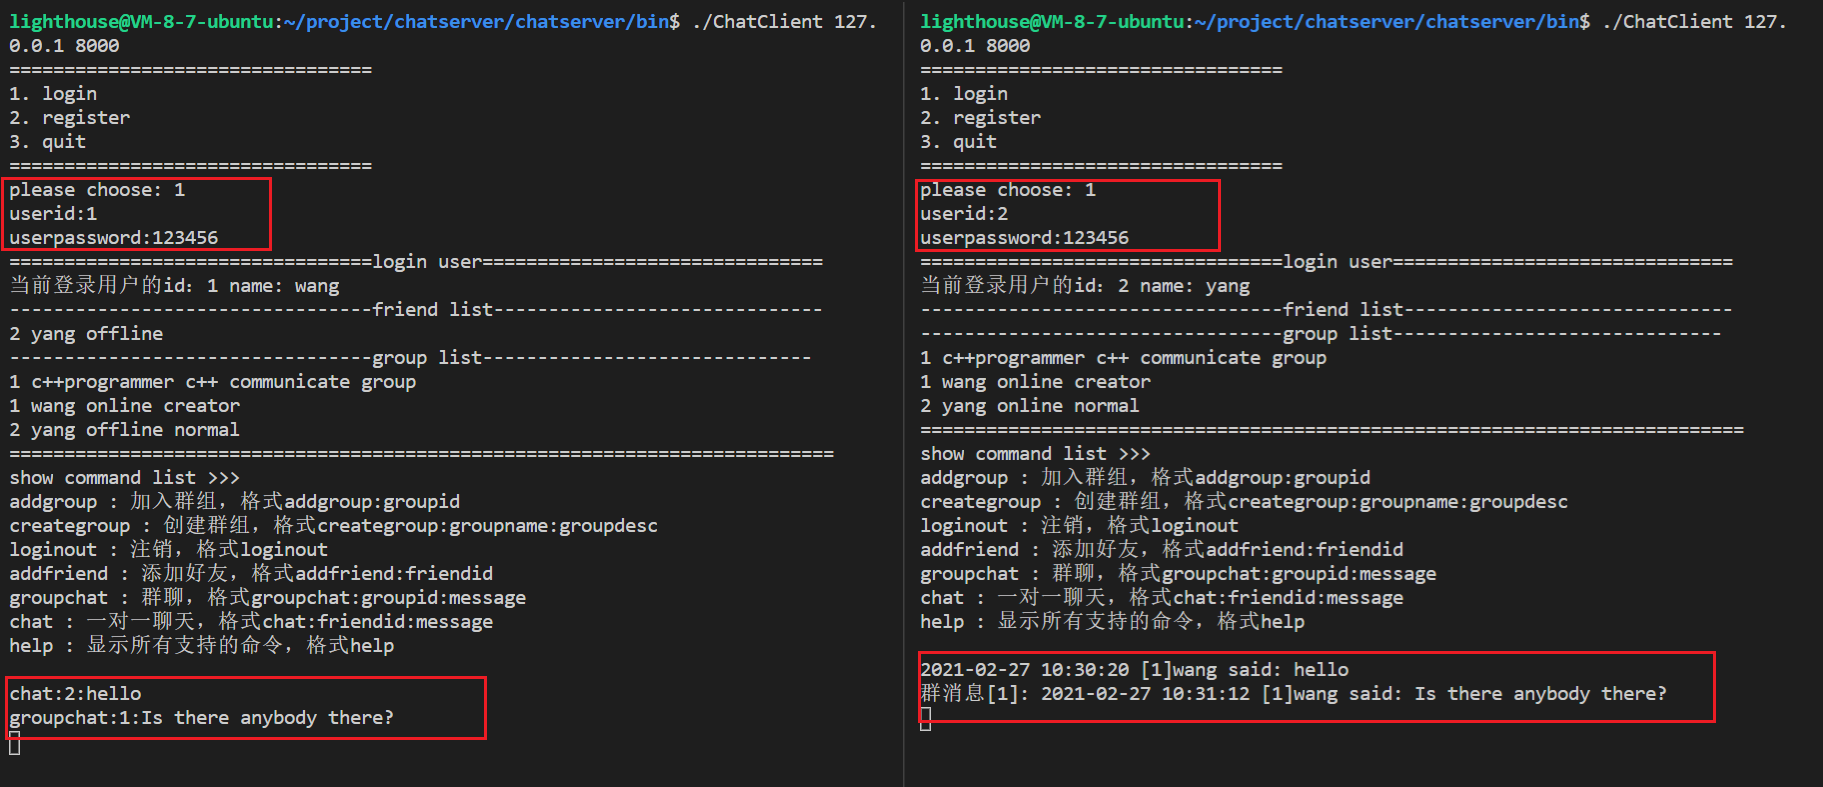 lighthouse@VM-8-7-ubuntu:~/project/chatserver/chatserver/bin$ ./ChatClient 127.
0.0.1 8000
=================================
1. login
2. register
3. quit
=================================
please choose: 1
userid:1
userpassword:123456
=================================login user===============================
当前登录用户的id: 1 name: wang
---------------------------------friend list------------------------------
2 yang offline
---------------------------------group list------------------------------
1 c++programmer c++ communicate group
1 wang online creator
2 yang offline normal
===========================================================================
show command list >>>
addgroup : 加入群组，格式addgroup:groupid
creategroup : 创建群组，格式creategroup:groupname:groupdesc
loginout : 注销，格式loginout
addfriend : 添加好友，格式addfriend:friendid
groupchat : 群聊，格式groupchat:groupid:message
chat : 一对一聊天，格式chat:friendid:message
help : 显示所有支持的命令，格式help
chat:2:hello
groupchat:1:Is there anybody there?
lighthouse@VM-8-7-ubuntu:~/project/chatserver/chatserver/bin$ ./ChatClient 127.
0.0.1 8000
=================================
1. login
2. register
3. quit
=================================
please choose: 1
userid:2
userpassword:123456
=================================login user===============================
当前登录用户的id: 2 name: yang
---------------------------------friend list------------------------------
---------------------------------group list------------------------------
1 c++programmer c++ communicate group
1 wang online creator
2 yang online normal
===========================================================================
show command list >>>
addgroup : 加入群组，格式addgroup:groupid
creategroup : 创建群组，格式creategroup:groupname:groupdesc
loginout : 注销，格式loginout
addfriend : 添加好友，格式addfriend:friendid
groupchat : 群聊，格式groupchat:groupid:message
chat : 一对一聊天，格式chat:friendid:message
help : 显示所有支持的命令，格式help
2021-02-27 10:30:20 [1]wang said: hello
群消息[1]: 2021-02-27 10:31:12 [1]wang said: Is there anybody there?